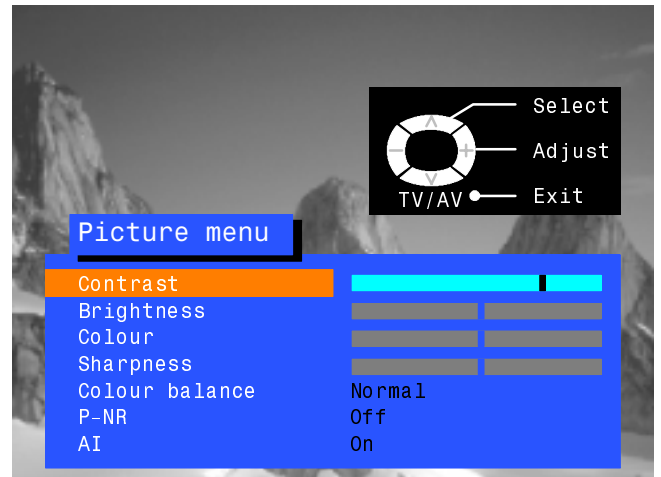 Select
Adjust
TV/AV Exit
Picture menu
Contrast
Brightness
Colour
Sharpness
Colour balance Normal
P-NR Off
AI On